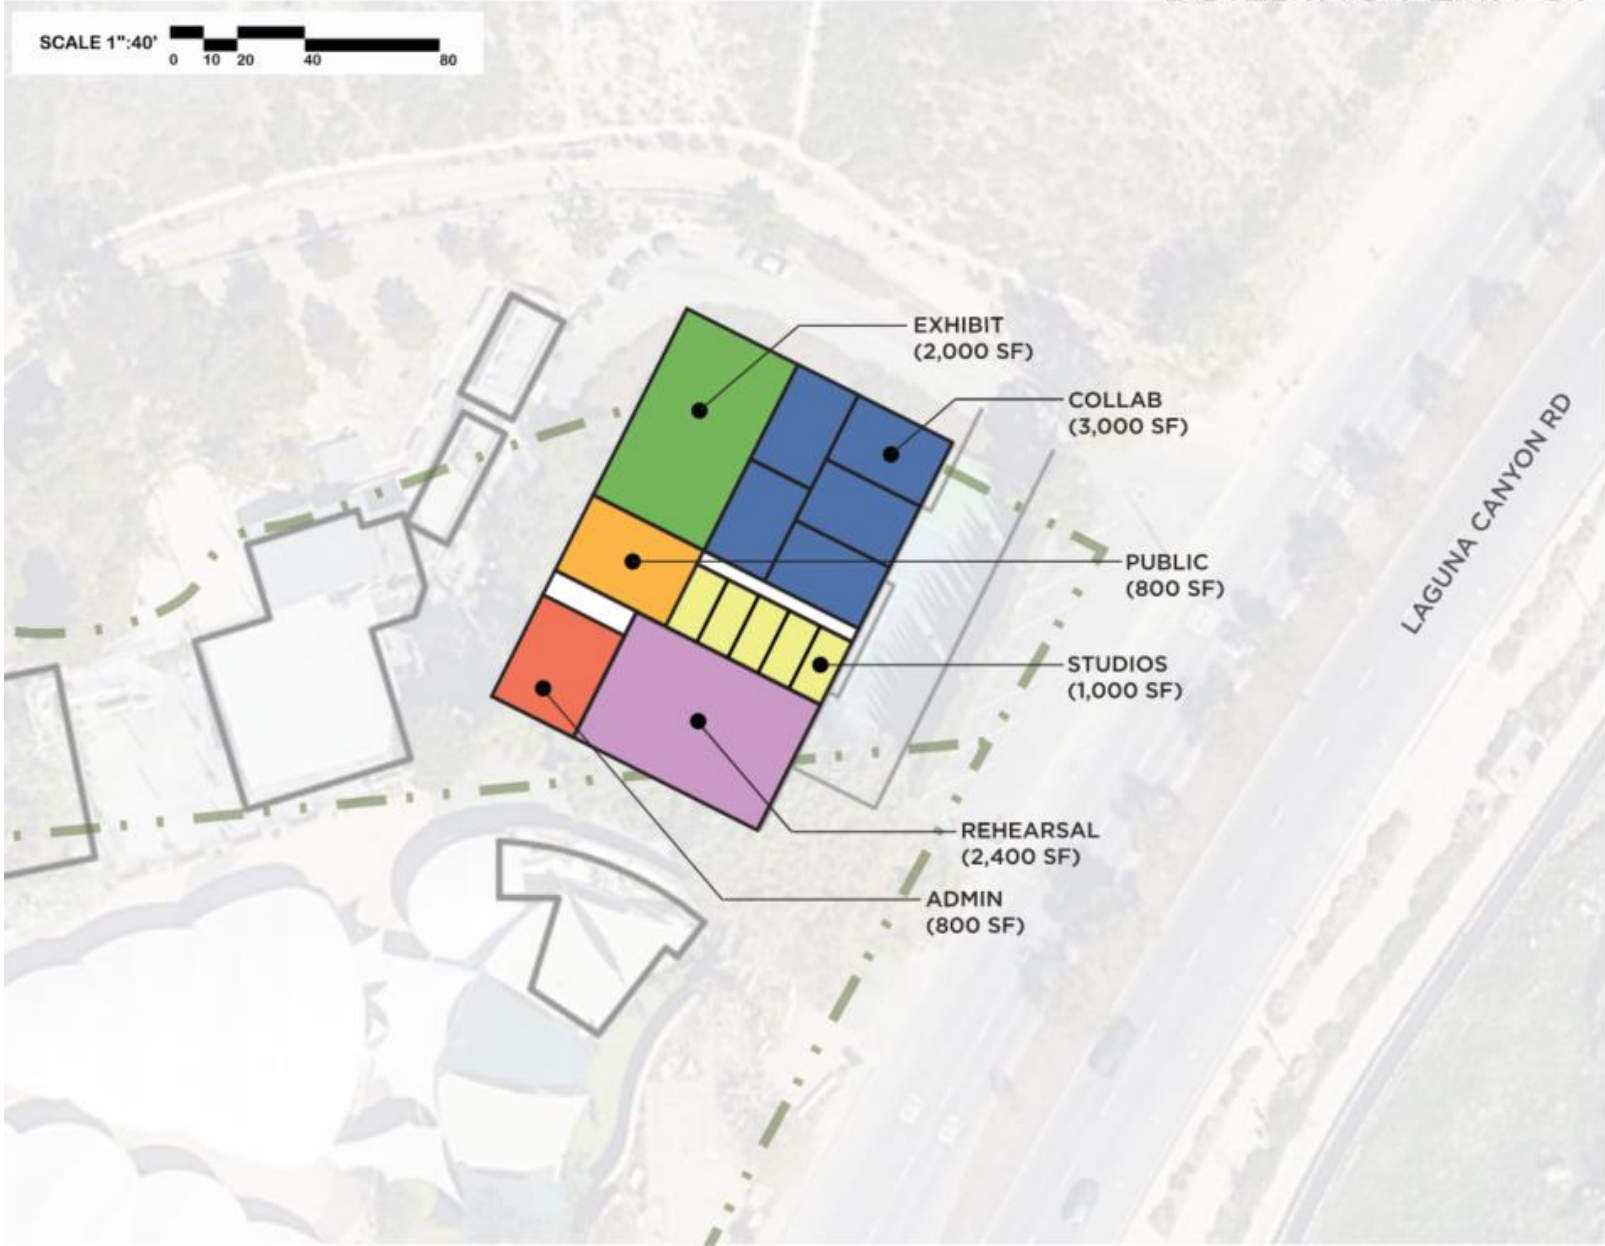 SCALE 1":40'
0 10 20 40 80
EXHIBIT
(2,000 SF)
COLLAB
(3,000 SF)
PUBLIC
(800 SF)
LAGUNA CANYON RD
STUDIOS
(1,000 SF)
REHEARSAL
(2,400 SF)
ADMIN
(800 SF)